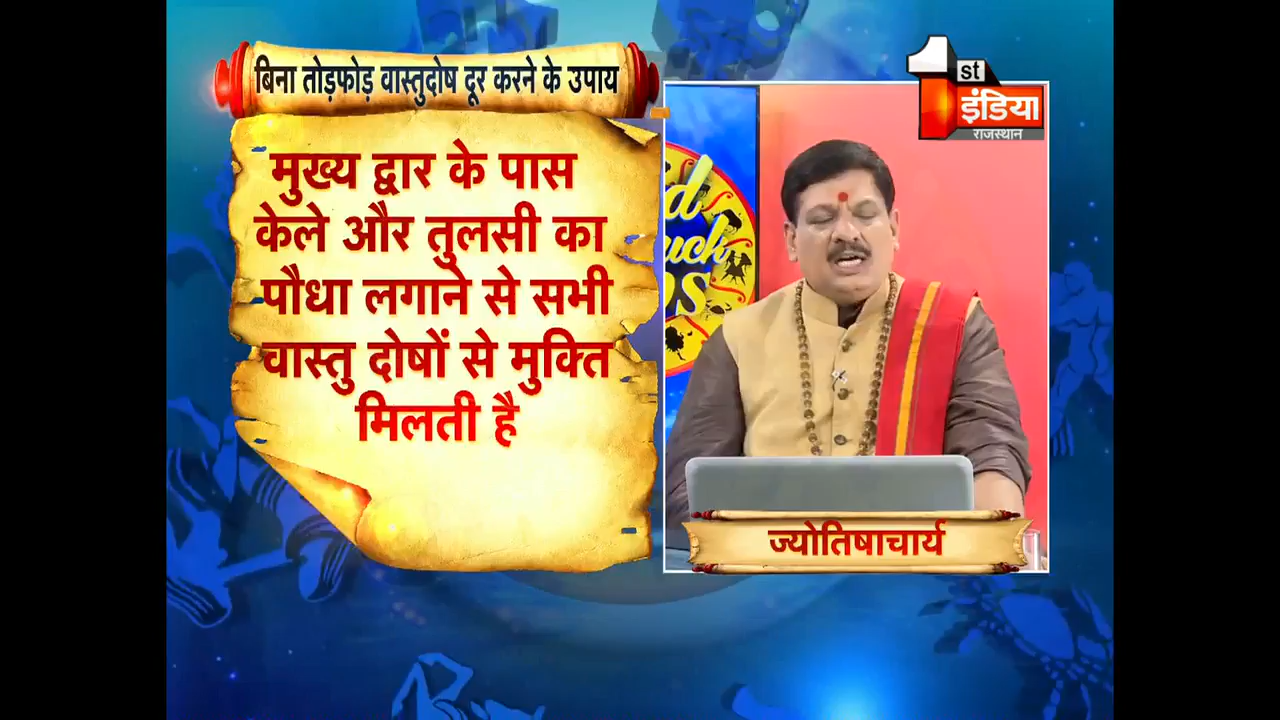 बिना तोड़फोड़ वास्तुदोष दूर करने के उपाय
मुख्य द्वार के पास
केले और तुलसी का
पौधा लगाने से सभी
वास्तु दोषों से मुक्ति
मिलती है
1st
इंडिया
राजस्थान
ज्योतिषाचार्य